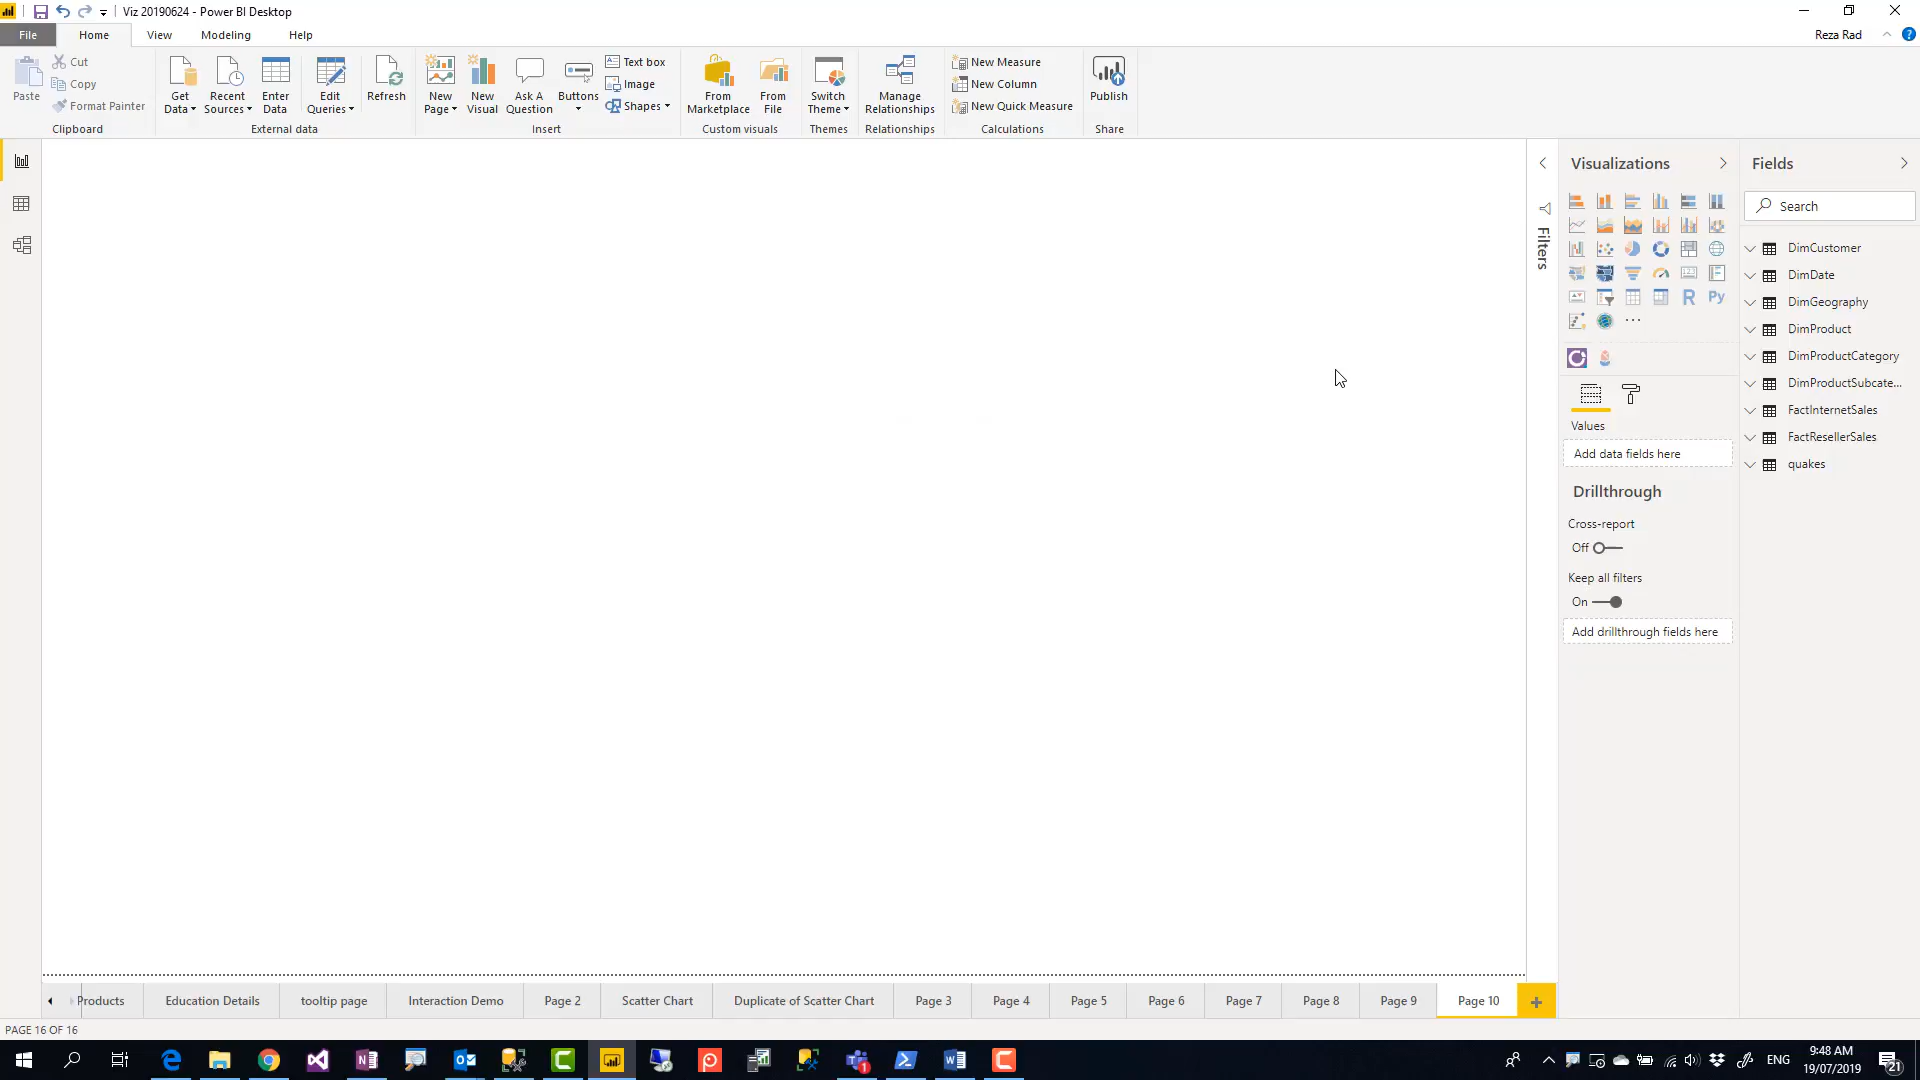 Viz 20190624 - Power BI Desktop
File
Home
View
Modeling
Help
Reza Rad
Paste
Cut
Copy
Format Painter
Clipboard
Get
Data
Recent
Sources
Enter
Data
Edit
Queries
Refresh
External data
New
Page
New
Visual
Ask A
Question
Buttons
Text box
Image
Shapes
Insert
From
Marketplace
From
File
Custom visuals
Switch
Theme
Themes
Manage
Relationships
Relationships
New Measure
New Column
New Quick Measure
Calculations
Publish
Share
Filters
Visualizations
R
Py
Values
Add data fields here
Drillthrough
Cross-report
Off
Keep all filters
On
Add drillthrough fields here
Fields
Search
DimCustomer
DimDate
DimGeography
DimProduct
DimProductCategory
DimProductSubcate...
FactInternetSales
FactResellerSales
quakes
Products
Education Details
tooltip page
Interaction Demo
Page 2
Scatter Chart
Duplicate of Scatter Chart
Page 3
Page 4
Page 5
Page 6
Page 7
Page 8
Page 9
Page 10
PAGE 16 OF 16
ENG
9:48 AM
19/07/2019
21